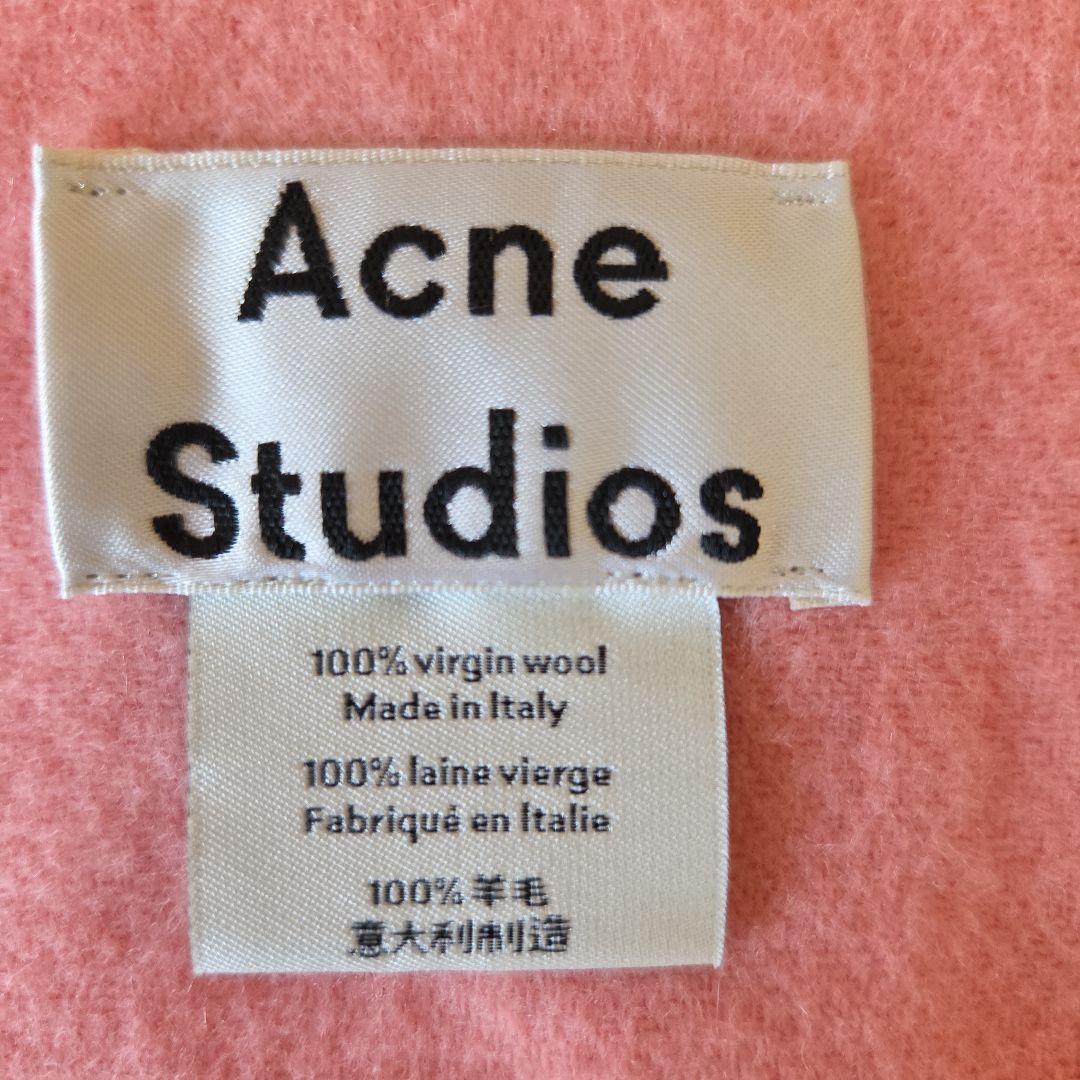 Acne
Studios
100% virgin wool
Made in Italy
100% laine vierge
Fabriqué en Italie
100% 羊毛
意大利制造